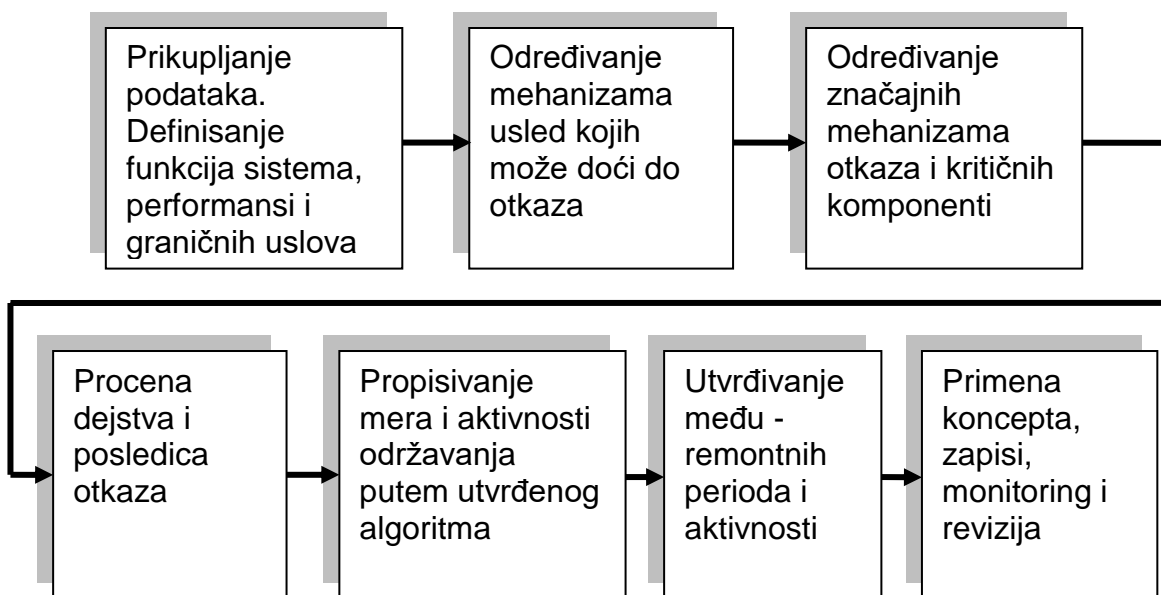 Prikupljanje
podataka.
Definisanje
funkcija sistema,
performansi i
graničnih uslova
Određivanje
mehanizama
usled kojih
može doći do
otkaza
Određivanje
značajnih
mehanizama
otkaza i kritičnih
komponenti
Procena
dejstva i
posledica
otkaza
Propisivanje
mera i aktivnosti
održavanja
putem utvrđenog
algoritma
Utvrđivanje
među -
remontnih
perioda i
aktivnosti
Primena
koncepta,
zapisi,
monitoring i
revizija